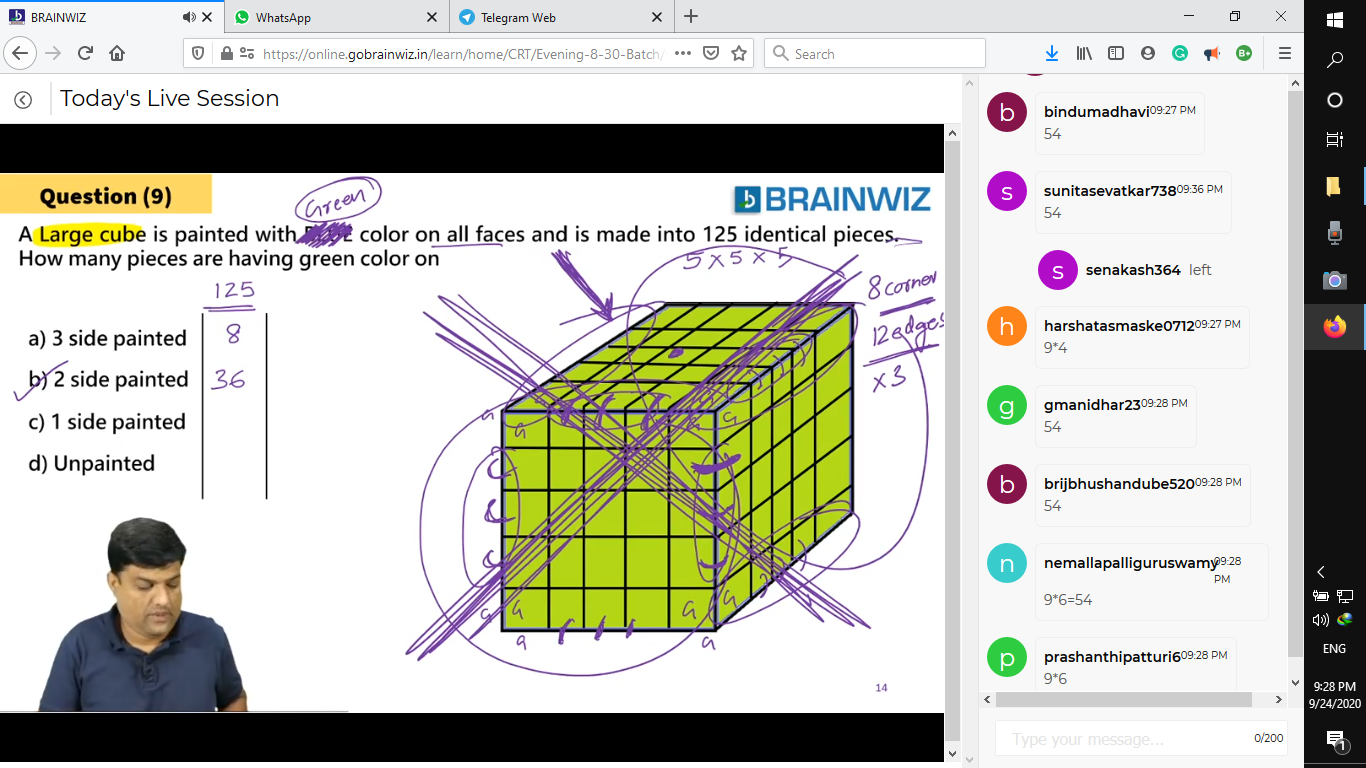 BRAINWIZ
WhatsApp
Telegram Web
https://online.gobrainwiz.in/learn/home/CRT/Evening-8-30-Batch/
Search
Today's Live Session
Question (9)
Green
BRAINWIZ
A Large cube is painted with color on all faces and is made into 125 identical pieces.
How many pieces are having green color on
125
5 x 5 x 5
8 corner
12 edges
x 3
a) 3 side painted 8
b) 2 side painted 36
c) 1 side painted
d) Unpainted
14
b
bindumadhavi 09:27 PM
54
s
sunitasevatkar738 09:36 PM
54
s
senakash364 left
h
harshatasmaske0712 09:27 PM
9*4
g
gmanidhar23 09:28 PM
54
b
brijbhushandube520 09:28 PM
54
n
nemallapalliguruswamy 09:28 PM
9*6=54
p
prashanthipatturi6 09:28 PM
9*6
Type your message...
0/200
ENG
9:28 PM
9/24/2020
1